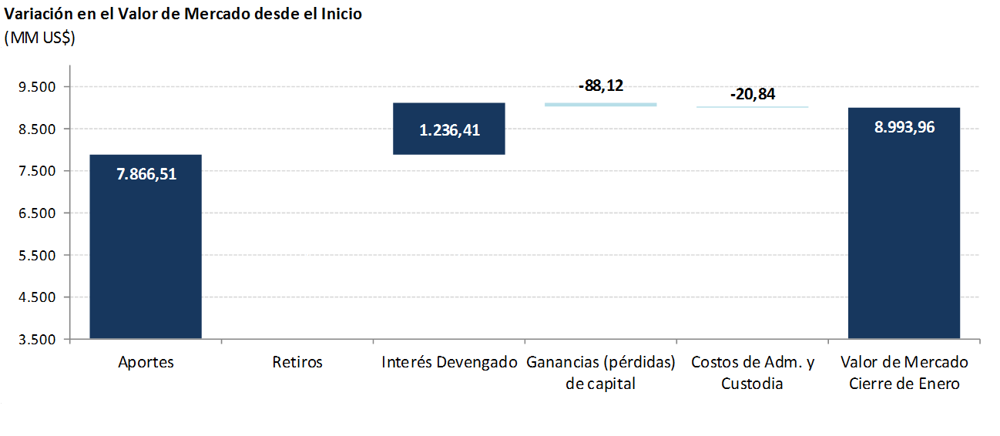 Variación en el Valor de Mercado desde el Inicio
(MM US$)
9.500
8.500
7.500
6.500
5.500
4.500
3.500
7.866,51
1.236,41
-88,12
-20,84
8.993,96
Aportes
Retiros
Interés Devengado
Ganancias (pérdidas)
de capital
Costos de Adm. y
Custodia
Valor de Mercado
Cierre de Enero